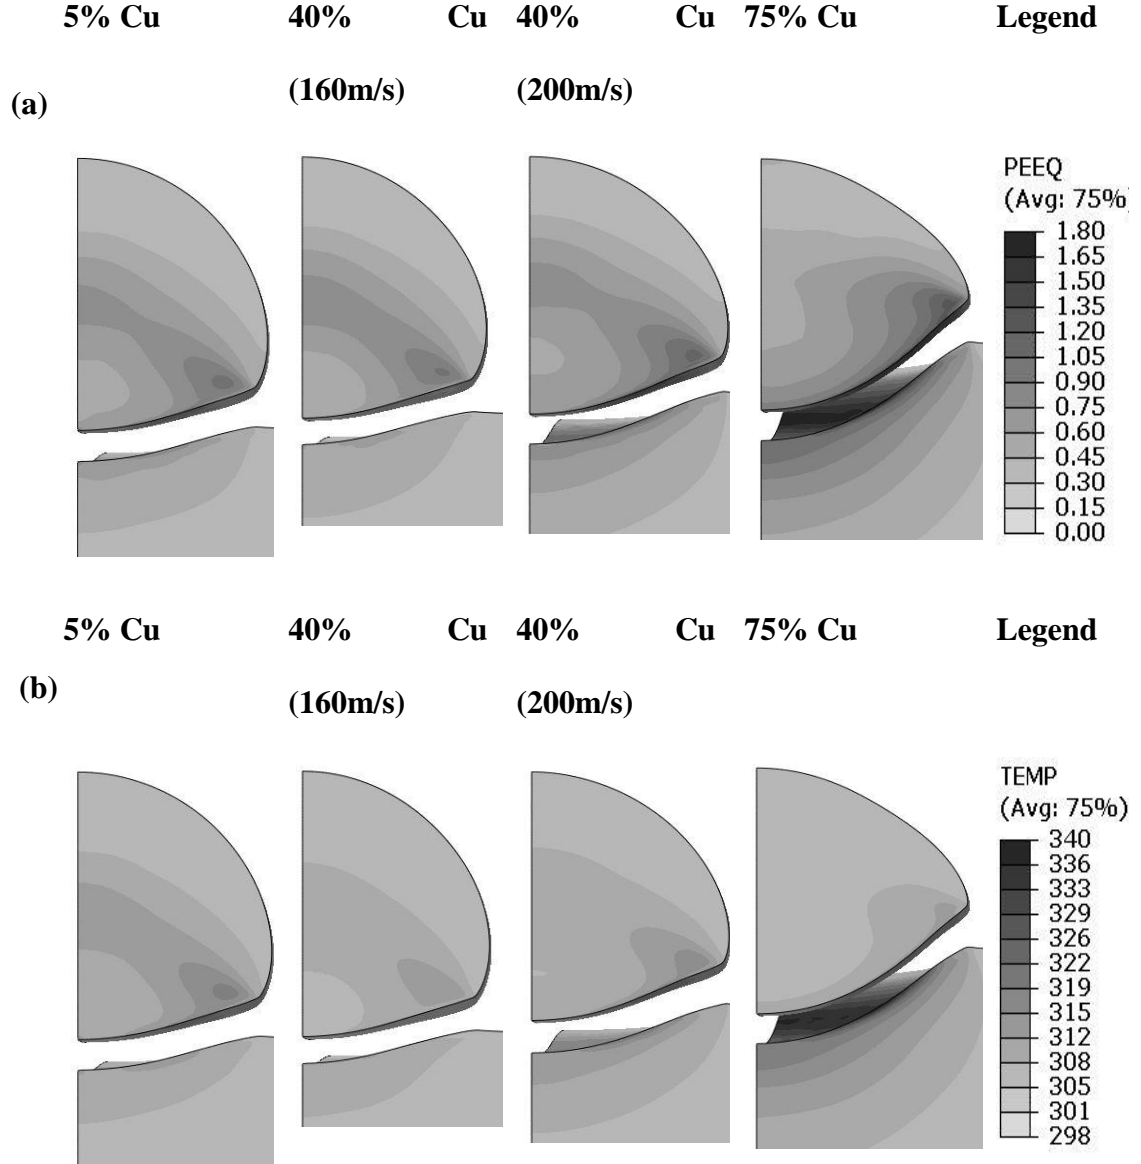 5% Cu 40% Cu 40% Cu 75% Cu Legend
(160m/s) (200m/s)
(a)
PEEQ
(Avg: 75%)
1.80
1.65
1.50
1.35
1.20
1.05
0.90
0.75
0.60
0.45
0.30
0.15
0.00
5% Cu 40% Cu 40% Cu 75% Cu Legend
(b)
(160m/s) (200m/s)
TEMP
(Avg: 75%)
340
336
333
329
326
322
319
315
312
308
305
301
298